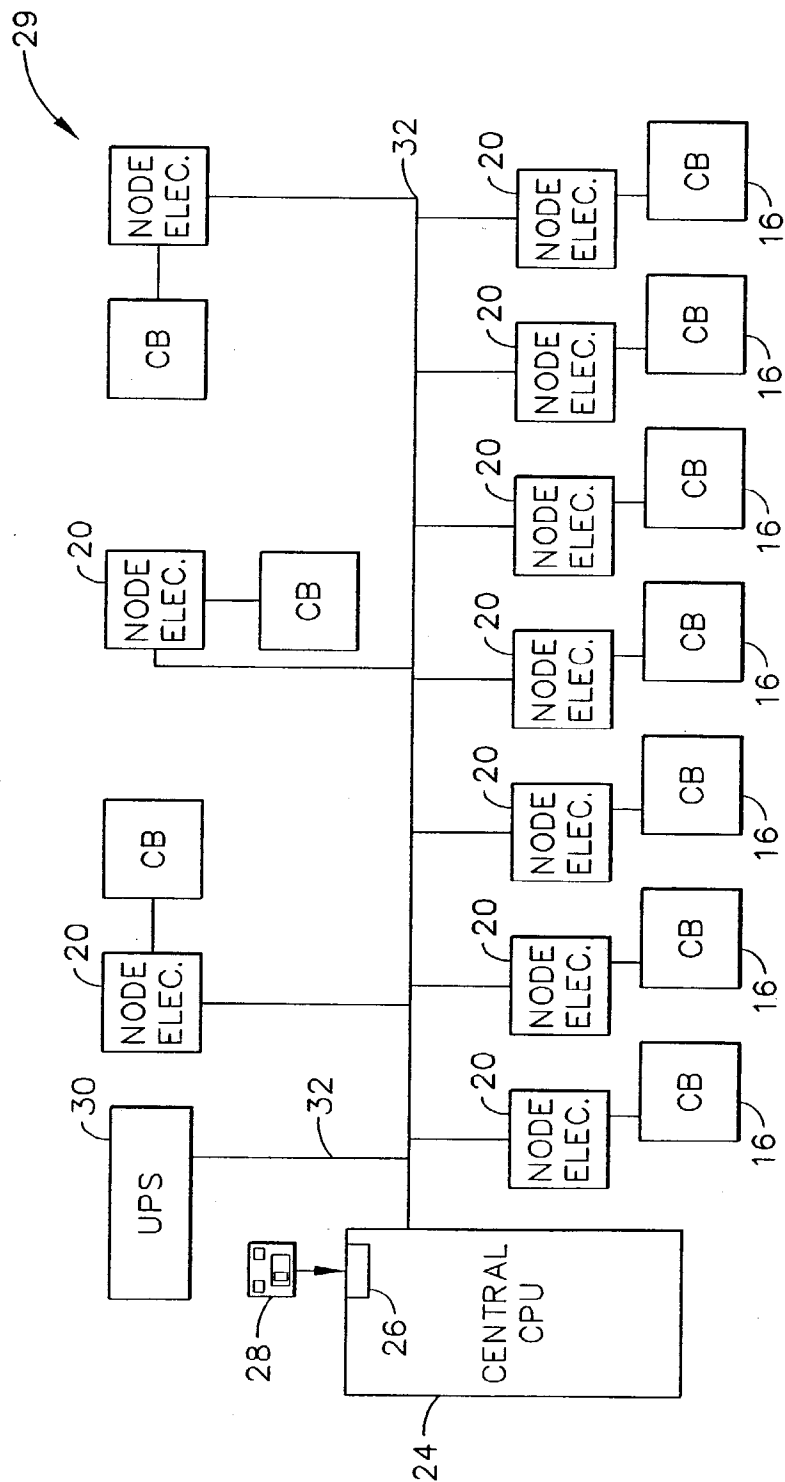 29
30
UPS
32
20
NODE
ELEC.
CB
20
NODE
ELEC.
CB
NODE
ELEC.
CB
32
28
26
CENTRAL
CPU
24
20
NODE
ELEC.
CB
16
20
NODE
ELEC.
CB
16
20
NODE
ELEC.
CB
16
20
NODE
ELEC.
CB
16
20
NODE
ELEC.
CB
16
20
NODE
ELEC.
CB
16
20
NODE
ELEC.
CB
16